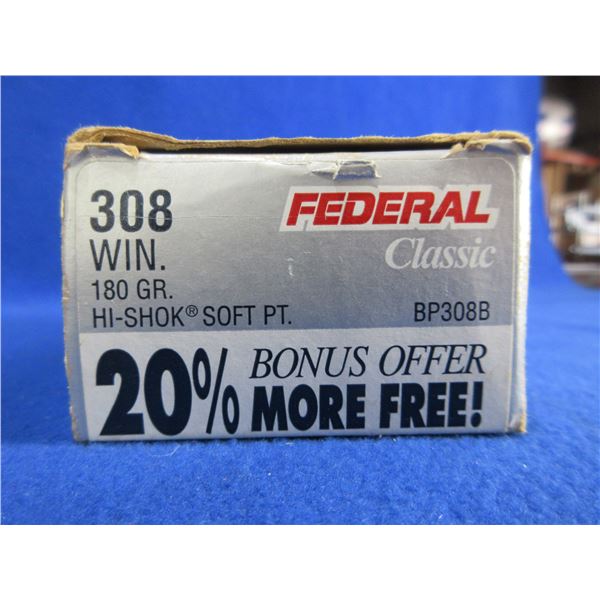 308
WIN.
180 GR.
HI-SHOK® SOFT PT.
FEDERAL
Classic
BP308B
20% BONUS OFFER
MORE FREE!